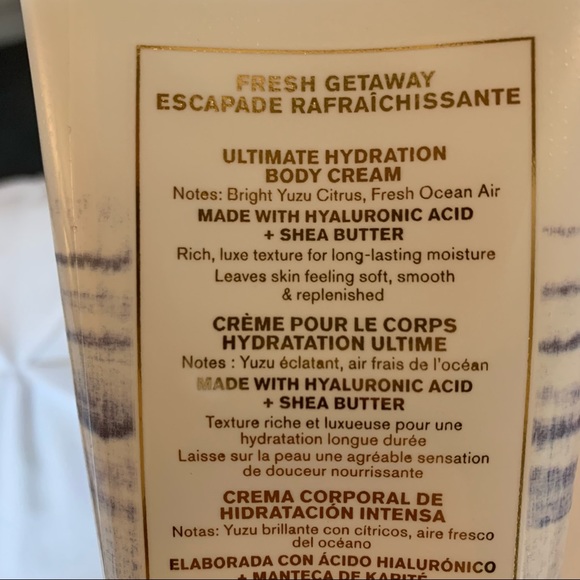 FRESH GETAWAY
ESCAPADE RAFRAÎCHISSANTE
ULTIMATE HYDRATION
BODY CREAM
Notes: Bright Yuzu Citrus, Fresh Ocean Air
MADE WITH HYALURONIC ACID
+ SHEA BUTTER
Rich, luxe texture for long-lasting moisture
Leaves skin feeling soft, smooth
& replenished
CRÈME POUR LE CORPS
HYDRATATION ULTIME
Notes : Yuzu éclatant, air frais de l'océan
MADE WITH HYALURONIC ACID
+ SHEA BUTTER
Texture riche et luxueuse pour une
hydratation longue durée
Laisse sur la peau une agréable sensation
de douceur nourrissante
CREMA CORPORAL DE
HIDRATACIÓN INTENSA
Notas: Yuzu brillante con cítricos, aire fresco
del océano
ELABORADA CON ÁCIDO HIALURÓNICO
+ MANTECA DE KARITÉ